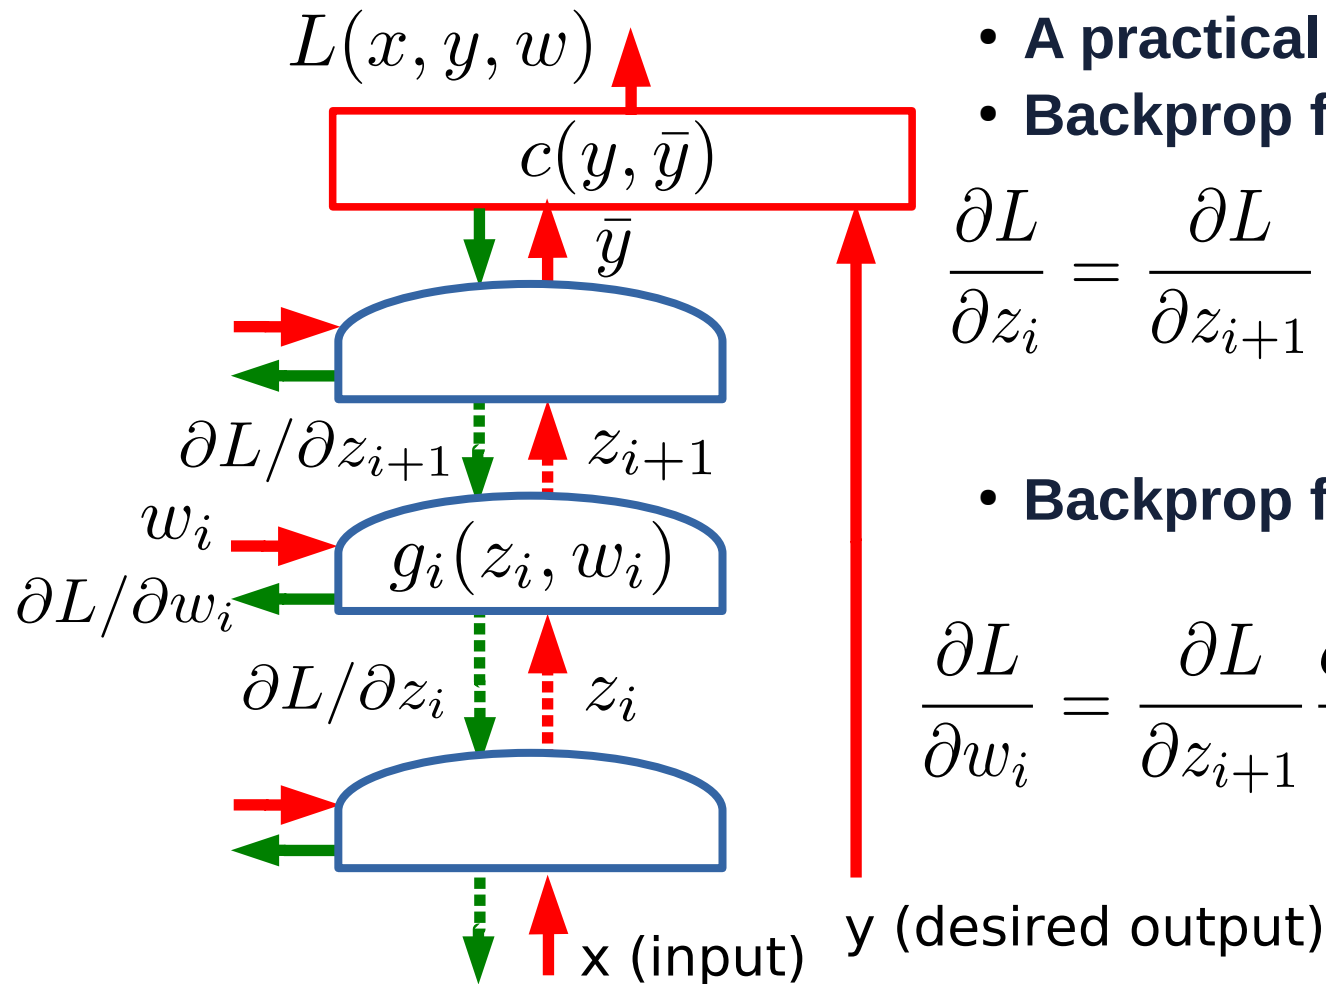 L(x, y, w)
c(y, ȳ)
ȳ
∂L/∂z_{i+1}
z_{i+1}
w_i
g_i(z_i, w_i)
∂L/∂w_i
∂L/∂z_i
z_i
x (input)
y (desired output)
• A practical
• Backprop f
∂L/∂z_i = ∂L/∂z_{i+1}
• Backprop f
∂L/∂w_i = ∂L/∂z_{i+1}